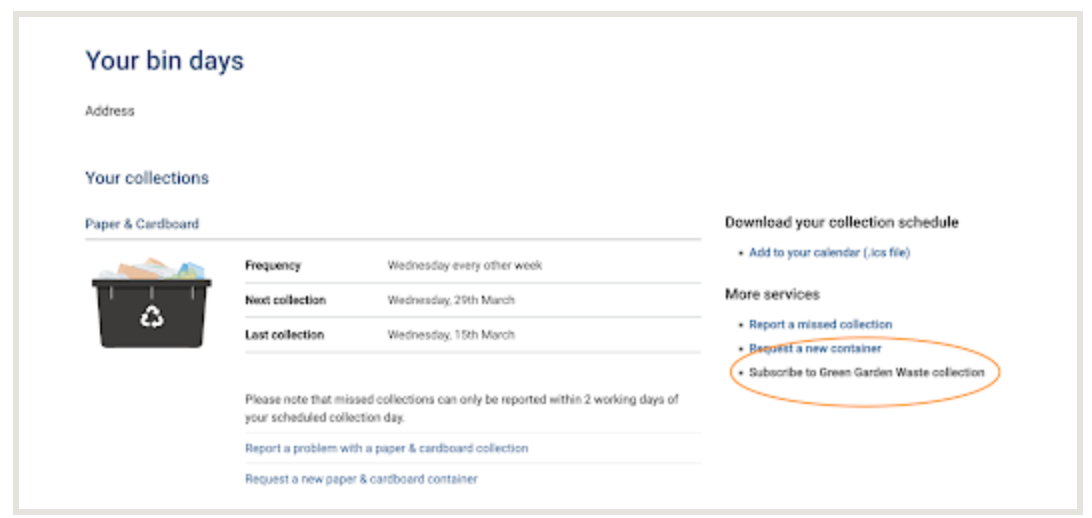 Your bin days
Address
Your collections
Paper & Cardboard
Frequency Wednesday every other week
Next collection Wednesday, 29th March
Last collection Wednesday, 15th March
Please note that missed collections can only be reported within 2 working days of
your scheduled collection day.
Report a problem with a paper & cardboard collection
Request a new paper & cardboard container
Download your collection schedule
• Add to your calendar (.ics file)
More services
• Report a missed collection
• Request a new container
• Subscribe to Green Garden Waste collection